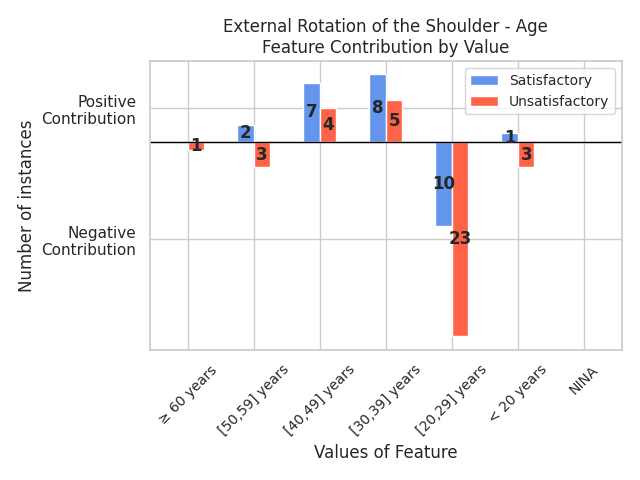 External Rotation of the Shoulder - Age
Feature Contribution by Value
Satisfactory
Unsatisfactory
Positive
Contribution
Negative
Contribution
Number of instances
1
2
3
7
4
8
5
10
23
1
3
≥ 60 years
[50,59] years
[40,49] years
[30,39] years
[20,29] years
< 20 years
NINA
Values of Feature